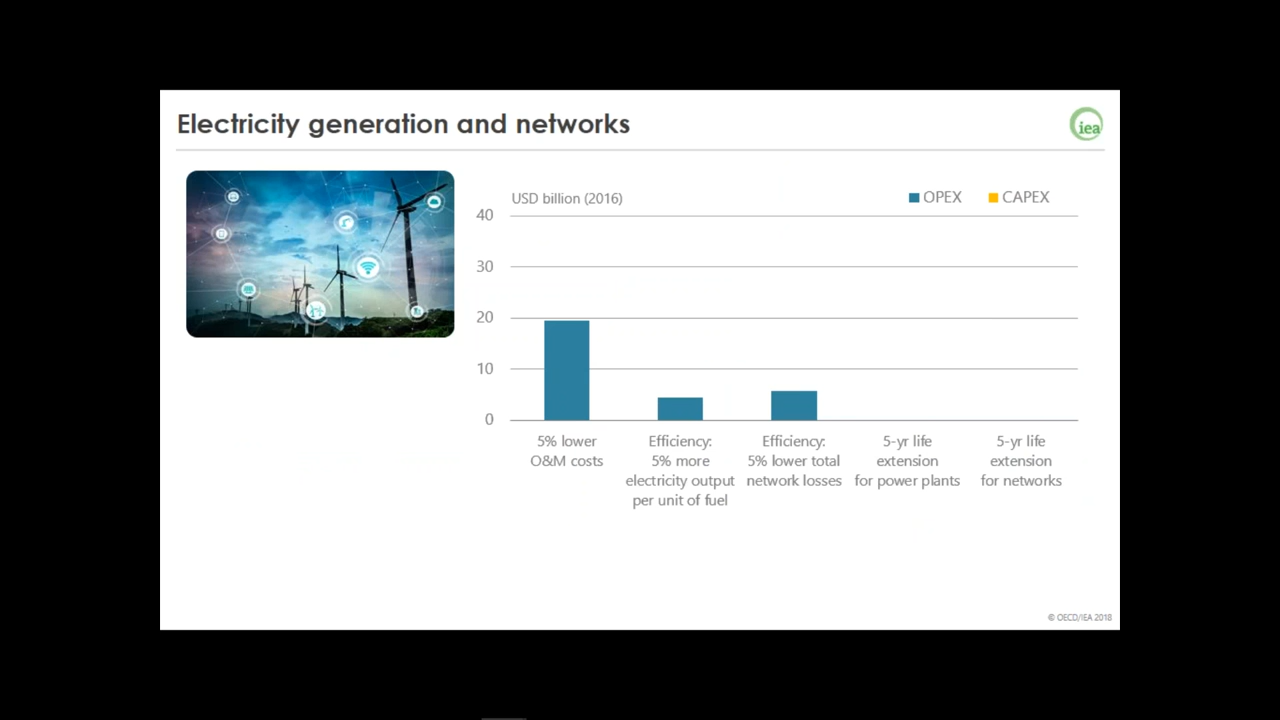 Electricity generation and networks
iea
USD billion (2016)
OPEX
CAPEX
40
30
20
10
0
5% lower
O&M costs
Efficiency:
5% more
electricity output
per unit of fuel
Efficiency:
5% lower total
network losses
5-yr life
extension
for power plants
5-yr life
extension
for networks
© OECD/IEA 2018